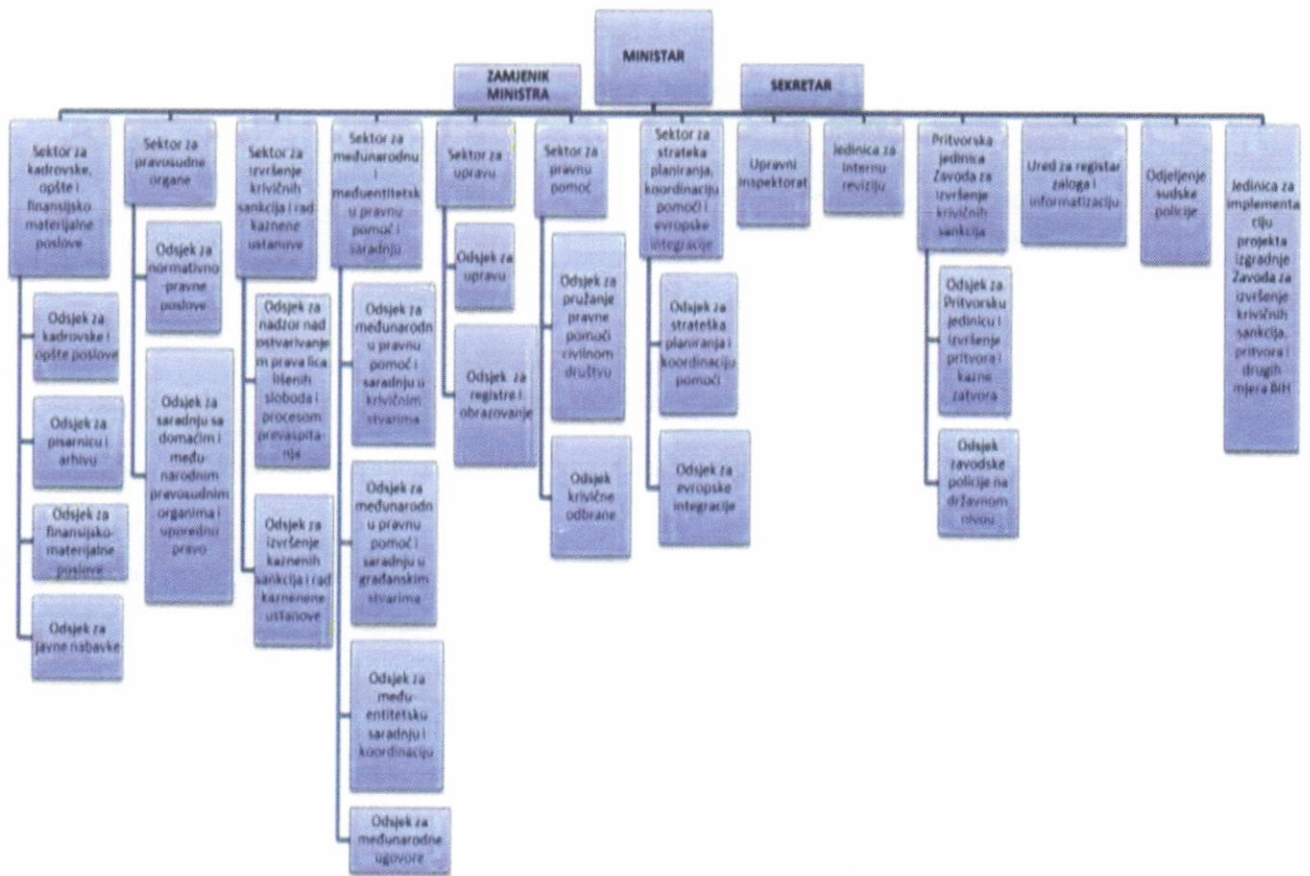 MINISTAR
ZAMJENIK
MINISTRA
SEKRETAR
Sektor za
kadrovske,
opšte i
finansijsko
materijalne
poslove
Odsjek za
kadrovske i
opšte poslove
Odsjek za
pisarnicu i
arhivu
Odsjek za
finansijsko-
materijalne
poslove
Odsjek za
javne nabavke
Sektor za
pravosudne
organe
Odsjek za
normativno
-pravne
poslove
Odsjek za
saradnju sa
domaćim i
među-
narodnim
pravosudnim
organima i
uporedno
pravo
Sektor za
izvršenje
krivičnih
sankcija i rad
kaznene
ustanove
Odsjek za
nadzor nad
ostvarivanje
m prava lica
lišenih
sloboda i
procesom
prevaspita-
nja
Odsjek za
izvršenje
kaznenih
sankcija i rad
kaznenene
ustanove
Sektor za
međunarodnu
i
međuentitetsk
u pravnu
pomoć i
saradnju
Odsjek za
međunarodn
u pravnu
pomoć i
saradnju u
krivičnim
stvarima
Odsjek za
međunarodn
u pravnu
pomoć i
saradnju u
građanskim
stvarima
Odsjek za
među
entitetsku
saradnju i
koordinaciju
Odsjek za
međunarodne
ugovore
Sektor za
upravu
Odsjek za
upravu
Odsjek za
registre i
obrazovanje
Sektor za
pravnu
pomoć
Odsjek za
pružanje
pravne
pomoći
civilnom
društvu
Odsjek
krivične
odbrane
Sektor za
strateka
planiranja,
koordinaciju
pomoći i
evropske
integracije
Odsjek za
strateška
planiranja i
koordinaciju
pomoći
Odsjek za
evropske
integracije
Upravni
inspektorat
Jedinica za
internu
reviziju
Pritvorska
jedinica
Zavoda za
izvršenje
krivičnih
sankcija
Odsjek za
Pritvorsku
jedinicu i
izvršenje
pritvora i
kazne
zatvora
Odsjek
zavodske
policije na
državnom
nivou
Ured za registar
zaloga i
informatizaciju
Odjeljenje
sudske
policije
Jedinica za
implementa
ciju
projekta
izgradnje
Zavoda za
izvršenje
krivičnih
sankcija,
pritvora i
drugih
mjera BiH